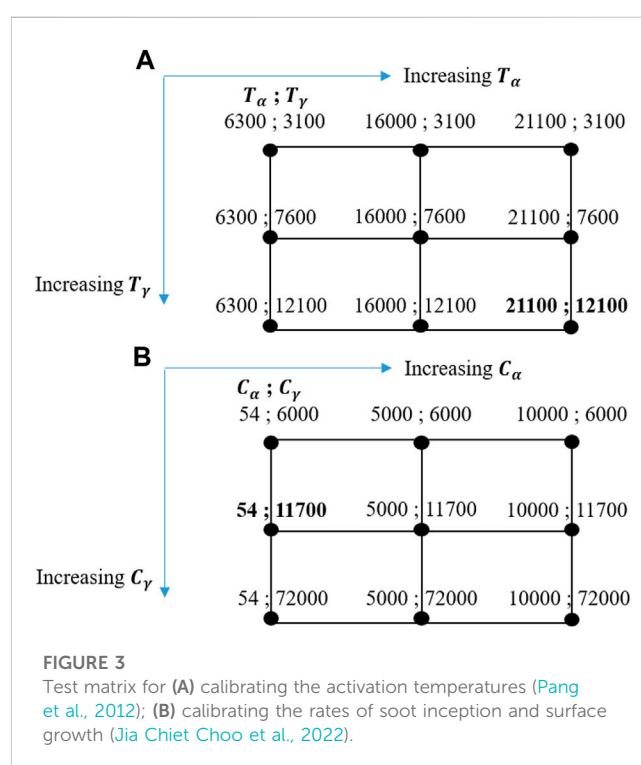 A
Increasing Tα
Tα ; Tγ
6300 ; 3100 16000 ; 3100 21100 ; 3100
6300 ; 7600 16000 ; 7600 21100 ; 7600
Increasing Tγ
6300 ; 12100 16000 ; 12100 21100 ; 12100
B
Increasing Cα
Cα ; Cγ
54 ; 6000 5000 ; 6000 10000 ; 6000
54 ; 11700 5000 ; 11700 10000 ; 11700
Increasing Cγ
54 ; 72000 5000 ; 72000 10000 ; 72000
FIGURE 3
Test matrix for (A) calibrating the activation temperatures (Pang
et al., 2012); (B) calibrating the rates of soot inception and surface
growth (Jia Chiet Choo et al., 2022).